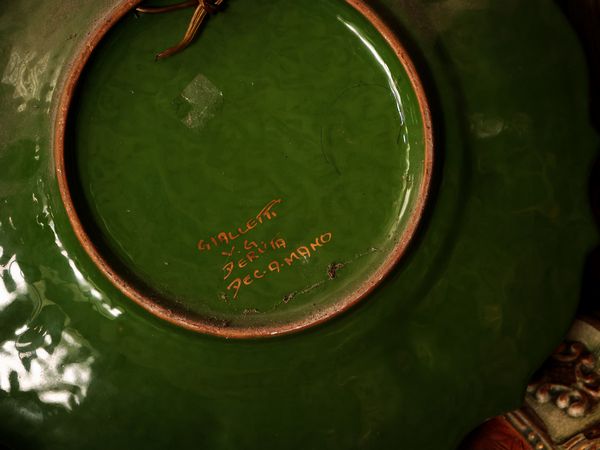 GIALLETTI
V.G
DERUTA
DEC.A.MANO